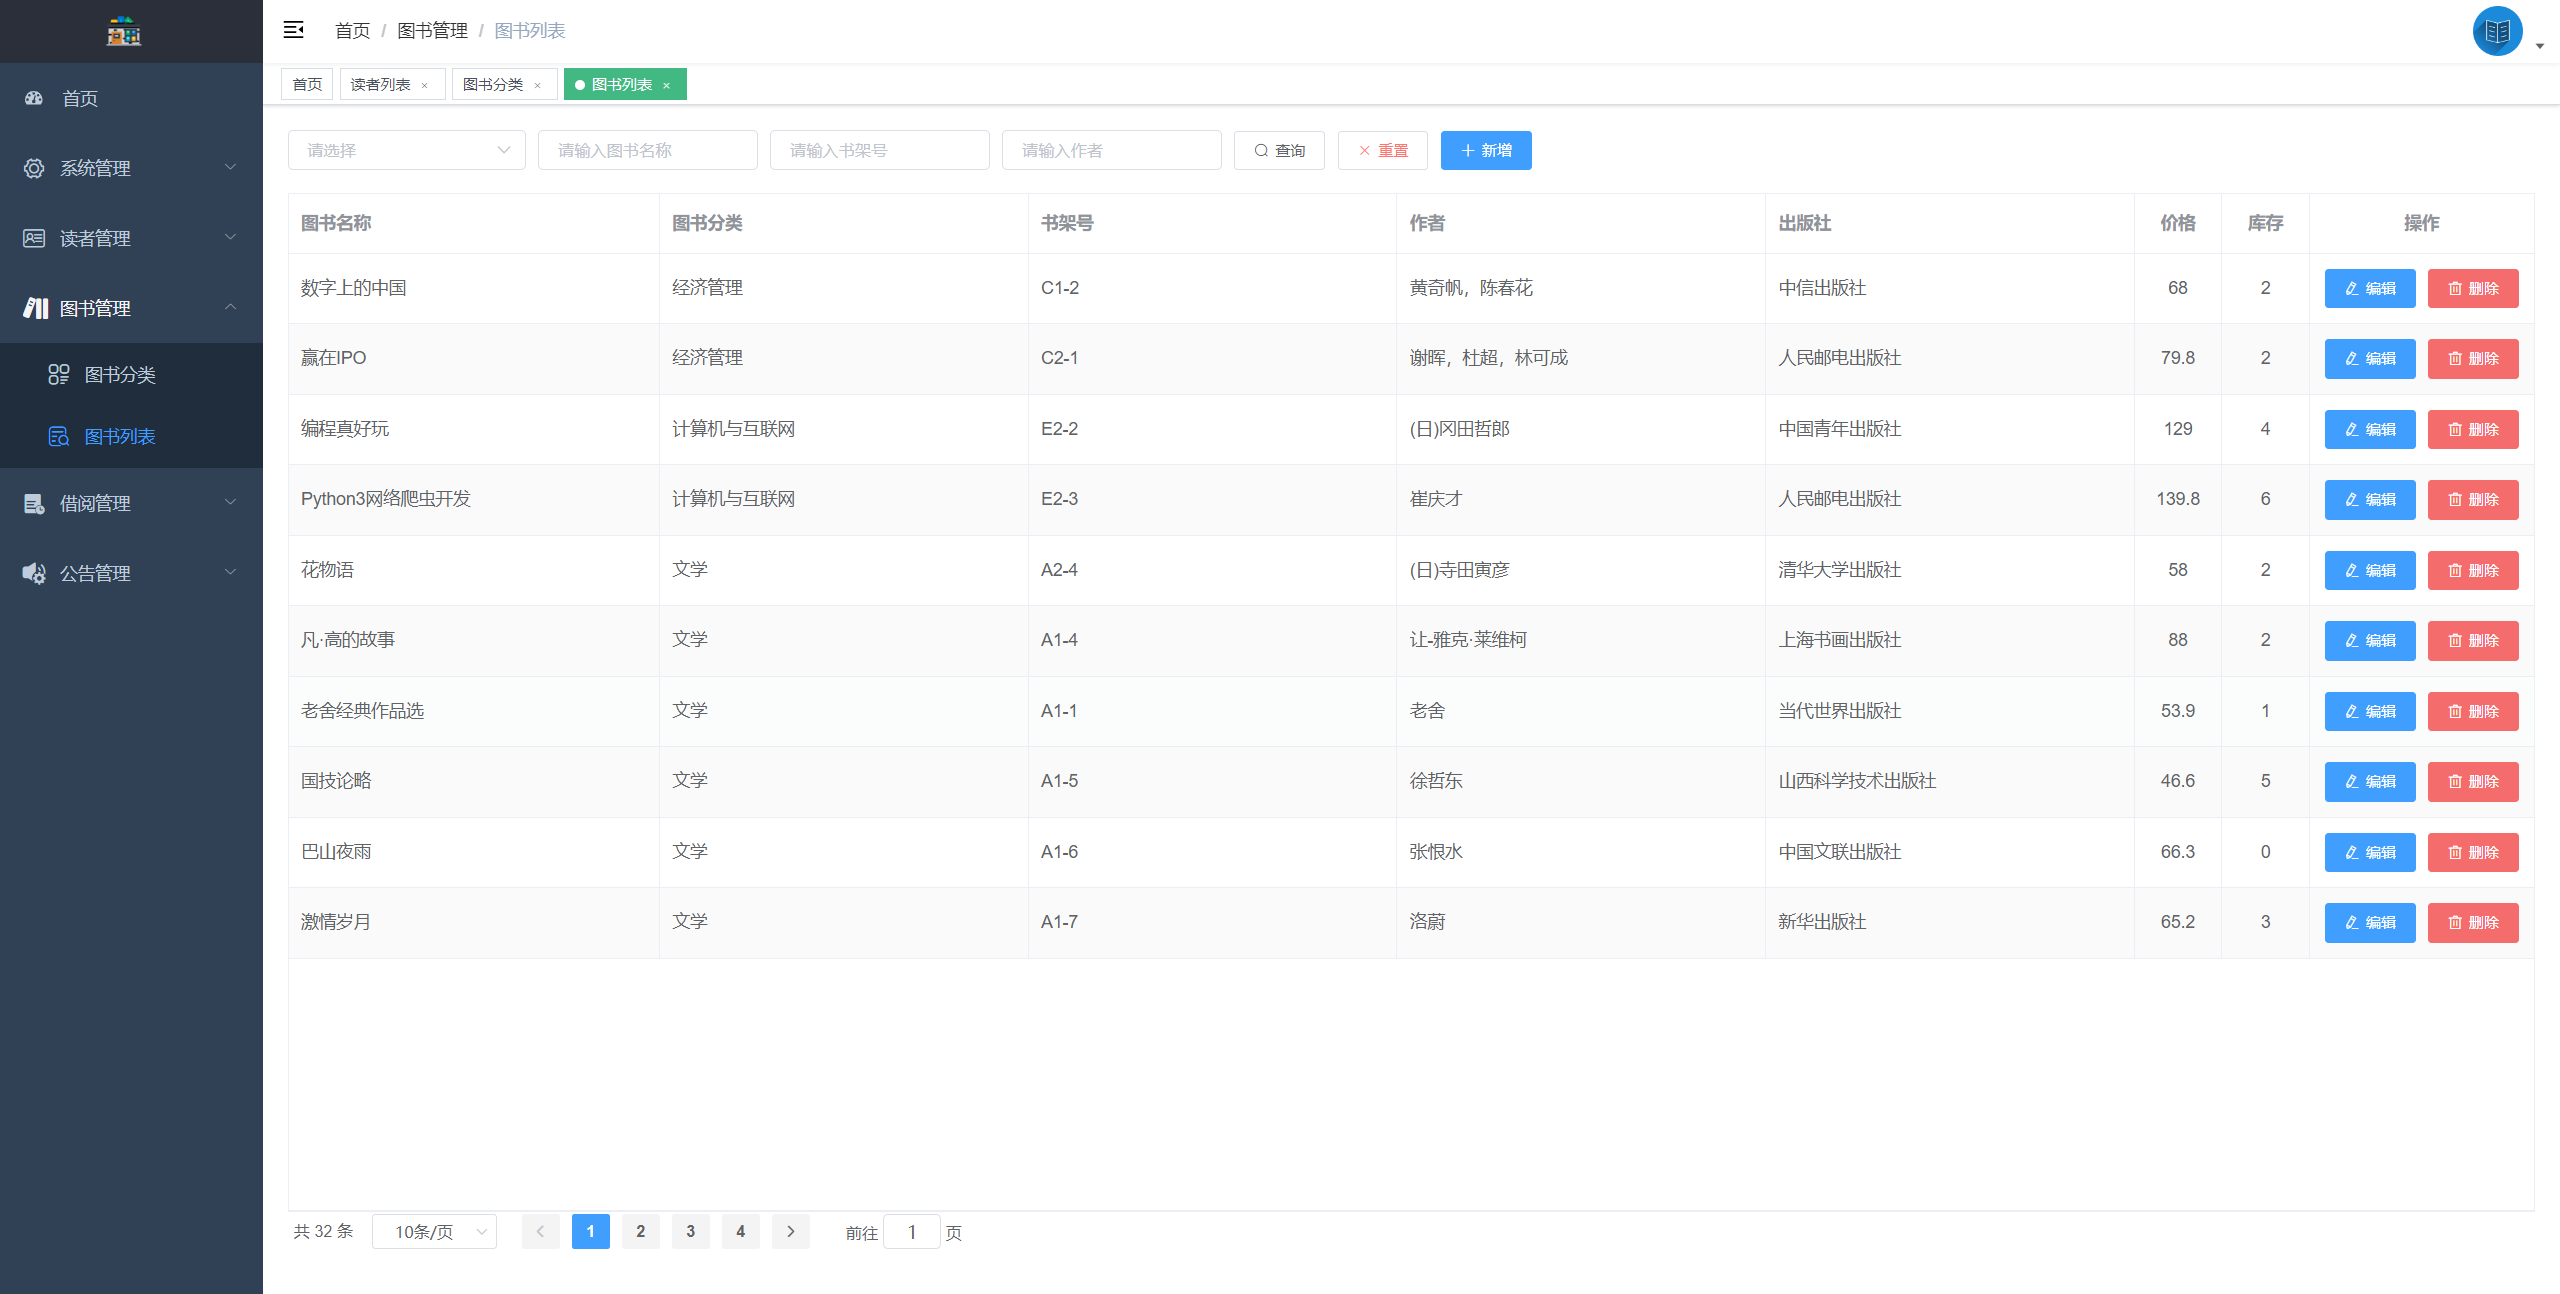 首页 / 图书管理 / 图书列表
首页 读者列表 × 图书分类 × 图书列表 ×
首页
系统管理
读者管理
图书管理
图书分类
图书列表
借阅管理
公告管理
请选择 请输入图书名称 请输入书架号 请输入作者 查询 重置 新增
图书名称 图书分类 书架号 作者 出版社 价格 库存 操作
数字上的中国 经济管理 C1-2 黄奇帆，陈春花 中信出版社 68 2 编辑 删除
赢在IPO 经济管理 C2-1 谢晖，杜超，林可成 人民邮电出版社 79.8 2 编辑 删除
编程真好玩 计算机与互联网 E2-2 (日)冈田哲郎 中国青年出版社 129 4 编辑 删除
Python3网络爬虫开发 计算机与互联网 E2-3 崔庆才 人民邮电出版社 139.8 6 编辑 删除
花物语 文学 A2-4 (日)寺田寅彦 清华大学出版社 58 2 编辑 删除
凡·高的故事 文学 A1-4 让-雅克·莱维柯 上海书画出版社 88 2 编辑 删除
老舍经典作品选 文学 A1-1 老舍 当代世界出版社 53.9 1 编辑 删除
国技论略 文学 A1-5 徐哲东 山西科学技术出版社 46.6 5 编辑 删除
巴山夜雨 文学 A1-6 张恨水 中国文联出版社 66.3 0 编辑 删除
激情岁月 文学 A1-7 洛蔚 新华出版社 65.2 3 编辑 删除
共 32 条 10条/页 1 2 3 4 前往 1 页